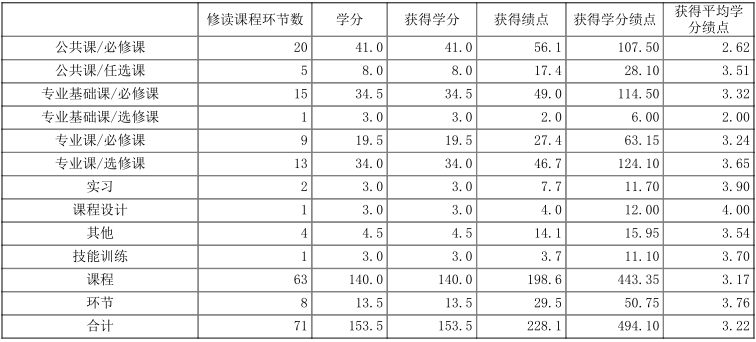 修读课程环节数 学分 获得学分 获得绩点 获得学分绩点 获得平均学分绩点
公共课/必修课 20 41.0 41.0 56.1 107.50 2.62
公共课/任选课 5 8.0 8.0 17.4 28.10 3.51
专业基础课/必修课 15 34.5 34.5 49.0 114.50 3.32
专业基础课/选修课 1 3.0 3.0 2.0 6.00 2.00
专业课/必修课 9 19.5 19.5 27.4 63.15 3.24
专业课/选修课 13 34.0 34.0 46.7 124.10 3.65
实习 2 3.0 3.0 7.7 11.70 3.90
课程设计 1 3.0 3.0 4.0 12.00 4.00
其他 4 4.5 4.5 14.1 15.95 3.54
技能训练 1 3.0 3.0 3.7 11.10 3.70
课程 63 140.0 140.0 198.6 443.35 3.17
环节 8 13.5 13.5 29.5 50.75 3.76
合计 71 153.5 153.5 228.1 494.10 3.22